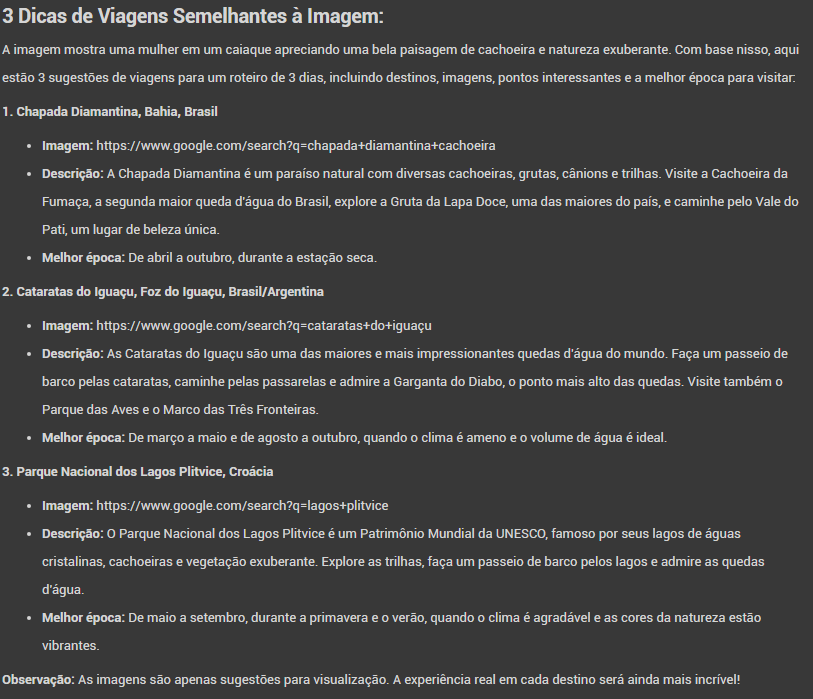 3 Dicas de Viagens Semelhantes à Imagem:
A imagem mostra uma mulher em um caiaque apreciando uma bela paisagem de cachoeira e natureza exuberante. Com base nisso, aqui
estão 3 sugestões de viagens para um roteiro de 3 dias, incluindo destinos, imagens, pontos interessantes e a melhor época para visitar:
1. Chapada Diamantina, Bahia, Brasil
• Imagem: https://www.google.com/search?q=chapada+diamantina+cachoeira
• Descrição: A Chapada Diamantina é um paraíso natural com diversas cachoeiras, grutas, cânions e trilhas. Visite a Cachoeira da
Fumaça, a segunda maior queda d'água do Brasil, explore a Gruta da Lapa Doce, uma das maiores do país, e caminhe pelo Vale do
Pati, um lugar de beleza única.
• Melhor época: De abril a outubro, durante a estação seca.
2. Cataratas do Iguaçu, Foz do Iguaçu, Brasil/Argentina
• Imagem: https://www.google.com/search?q=cataratas+do+iguaçu
• Descrição: As Cataratas do Iguaçu são uma das maiores e mais impressionantes quedas d'água do mundo. Faça um passeio de
barco pelas cataratas, caminhe pelas passarelas e admire a Garganta do Diabo, o ponto mais alto das quedas. Visite também o
Parque das Aves e o Marco das Três Fronteiras.
• Melhor época: De março a maio e de agosto a outubro, quando o clima é ameno e o volume de água é ideal.
3. Parque Nacional dos Lagos Plitvice, Croácia
• Imagem: https://www.google.com/search?q=lagos+plitvice
• Descrição: O Parque Nacional dos Lagos Plitvice é um Patrimônio Mundial da UNESCO, famoso por seus lagos de águas
cristalinas, cachoeiras e vegetação exuberante. Explore as trilhas, faça um passeio de barco pelos lagos e admire as quedas
d'água.
• Melhor época: De maio a setembro, durante a primavera e o verão, quando o clima é agradável e as cores da natureza estão
vibrantes.
Observação: As imagens são apenas sugestões para visualização. A experiência real em cada destino será ainda mais incrível!